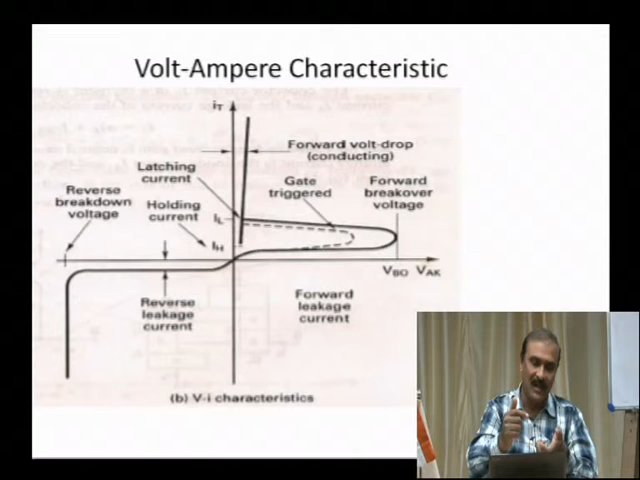 Volt-Ampere Characteristic
iT
Forward volt-drop
(conducting)
Latching
current
Gate
triggered
Forward
breakover
voltage
Reverse
breakdown
voltage
Holding
current
IL
IH
VBO VAK
Reverse
leakage
current
Forward
leakage
current
(b) V-i characteristics